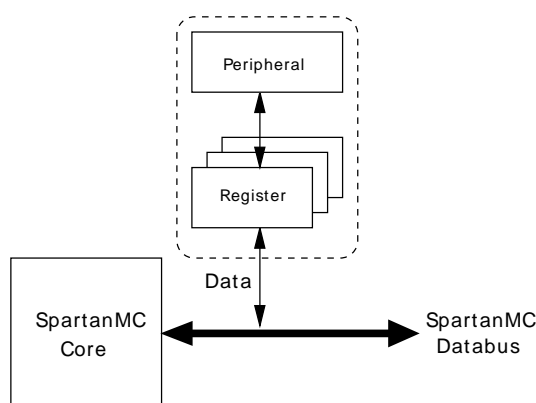 Peripheral
Register
Data
SpartanMC
Core
SpartanMC
Databus